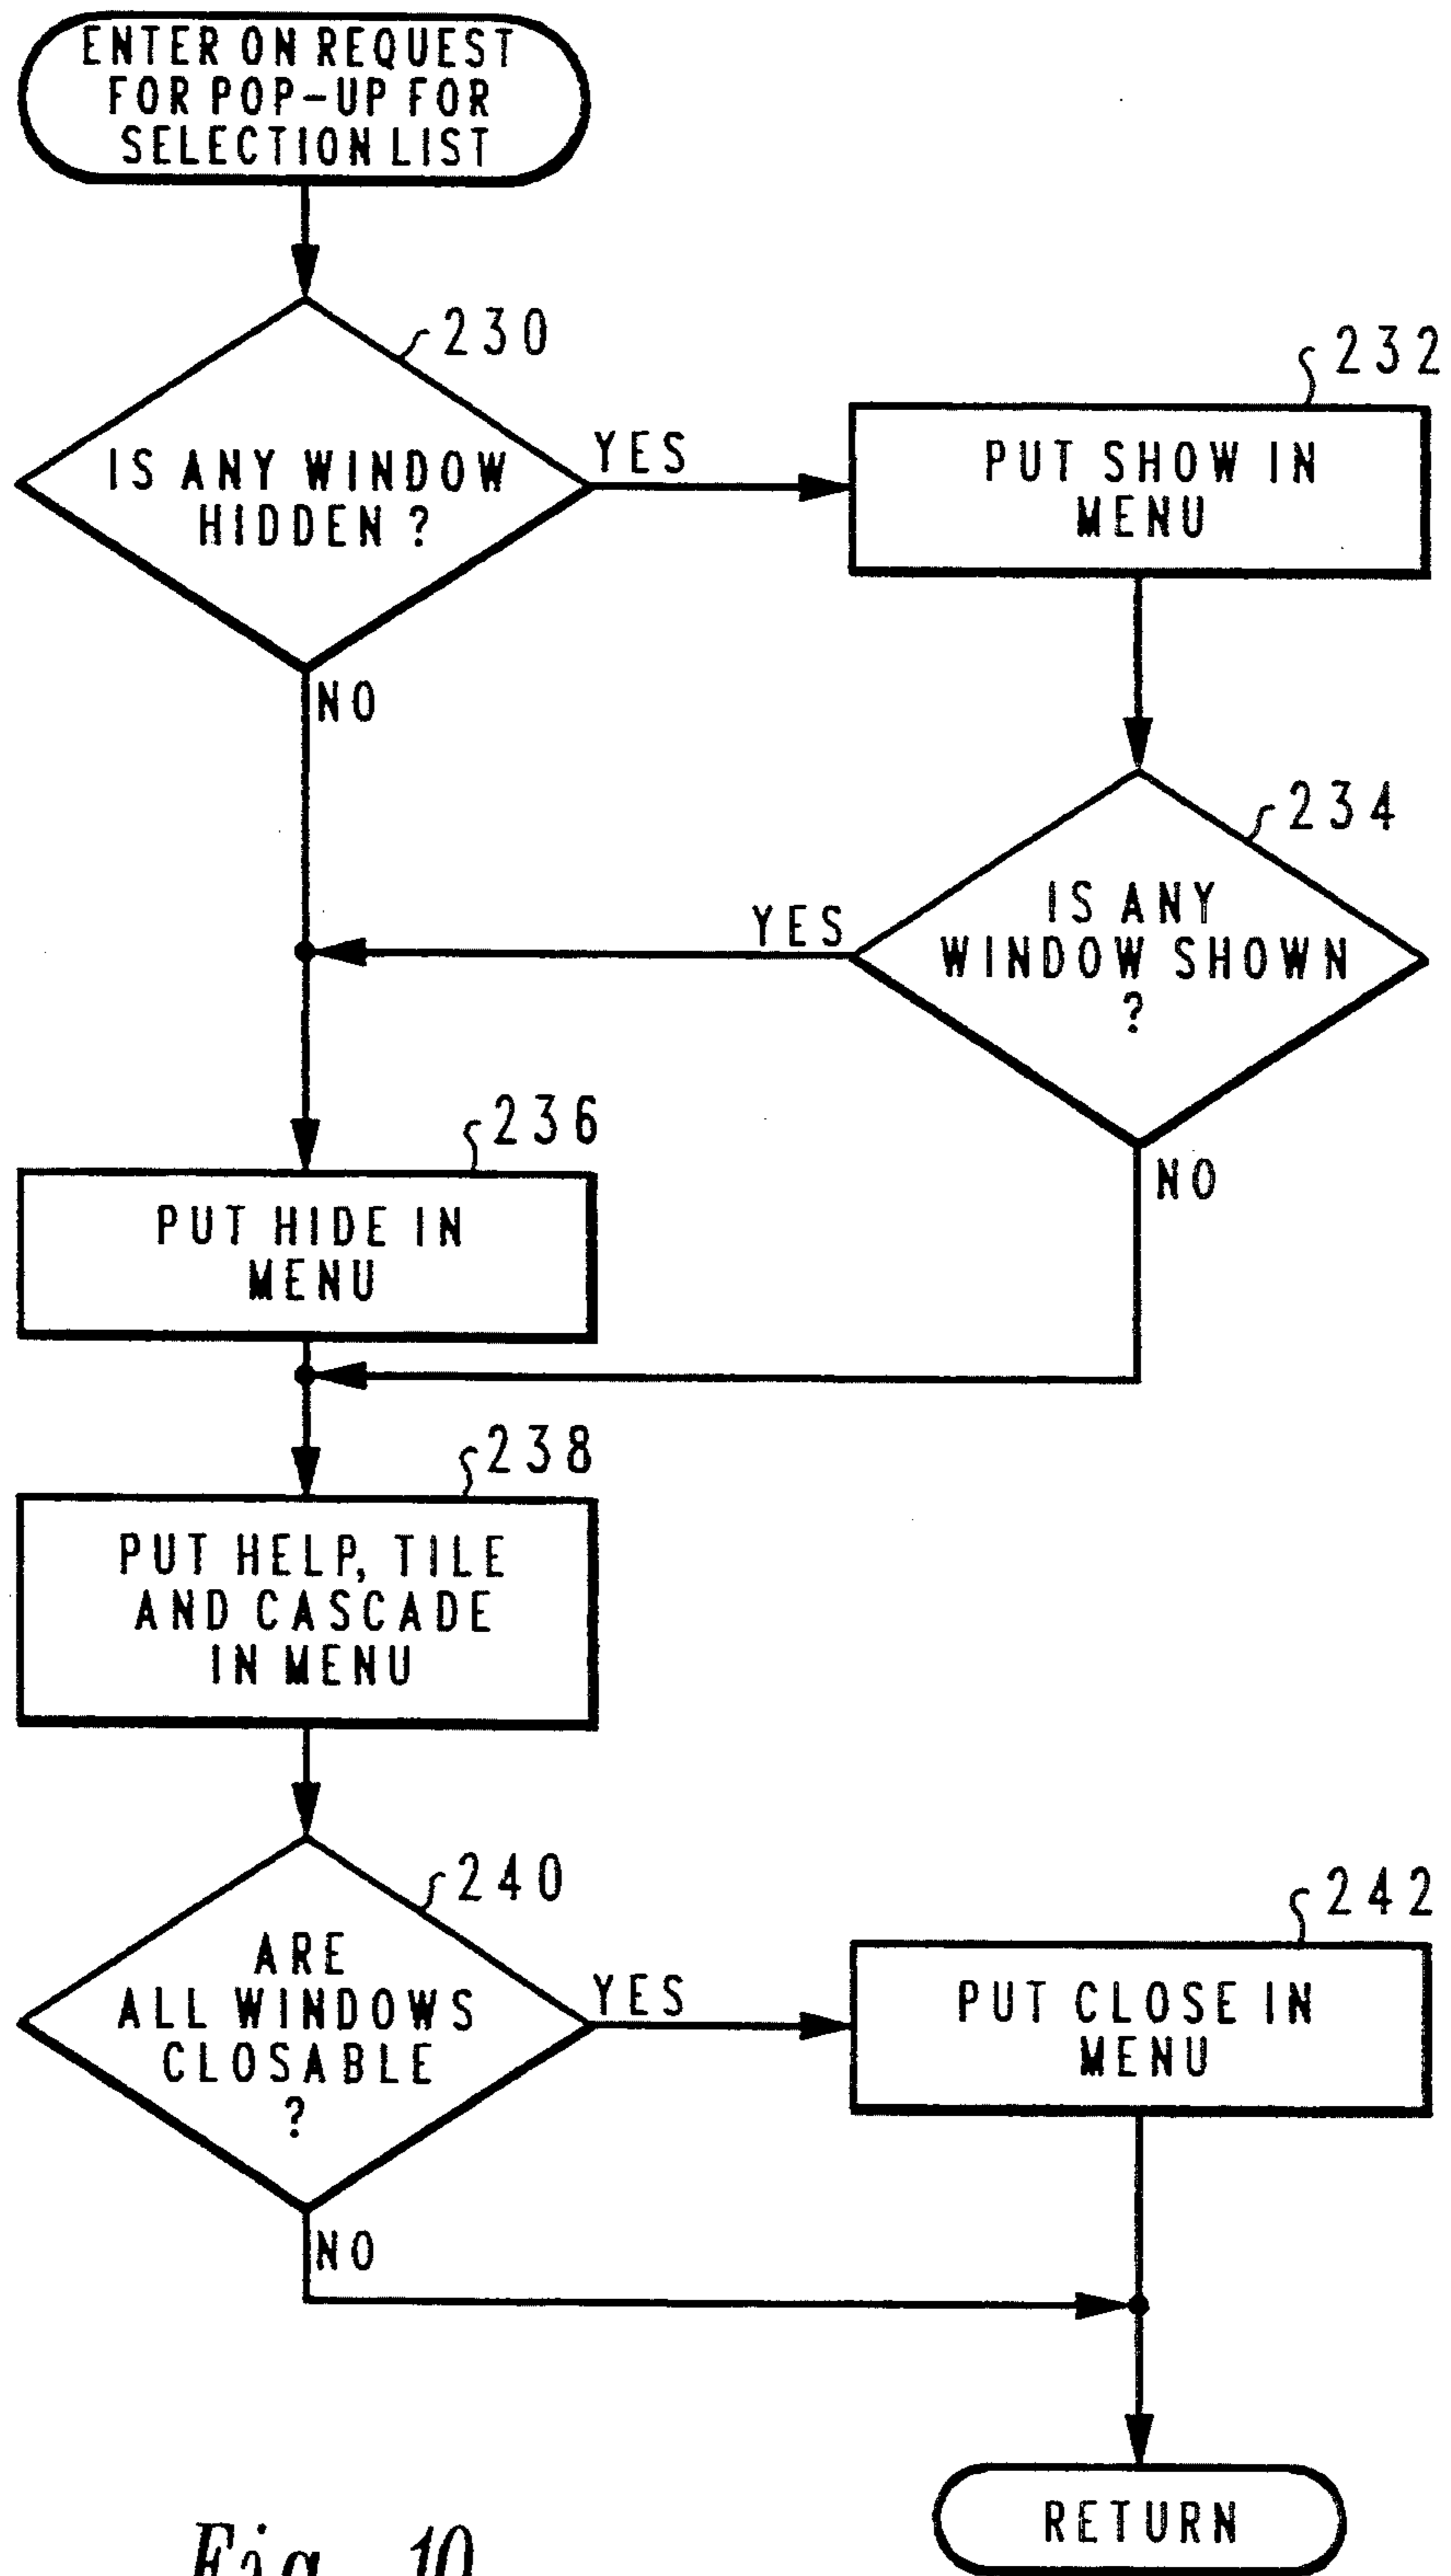 ENTER ON REQUEST
FOR POP-UP FOR
SELECTION LIST
230
IS ANY WINDOW
HIDDEN ?
YES
NO
232
PUT SHOW IN
MENU
234
IS ANY
WINDOW SHOWN
?
YES
NO
236
PUT HIDE IN
MENU
238
PUT HELP, TILE
AND CASCADE
IN MENU
240
ARE
ALL WINDOWS
CLOSABLE
?
YES
NO
242
PUT CLOSE IN
MENU
RETURN
Fig. 10